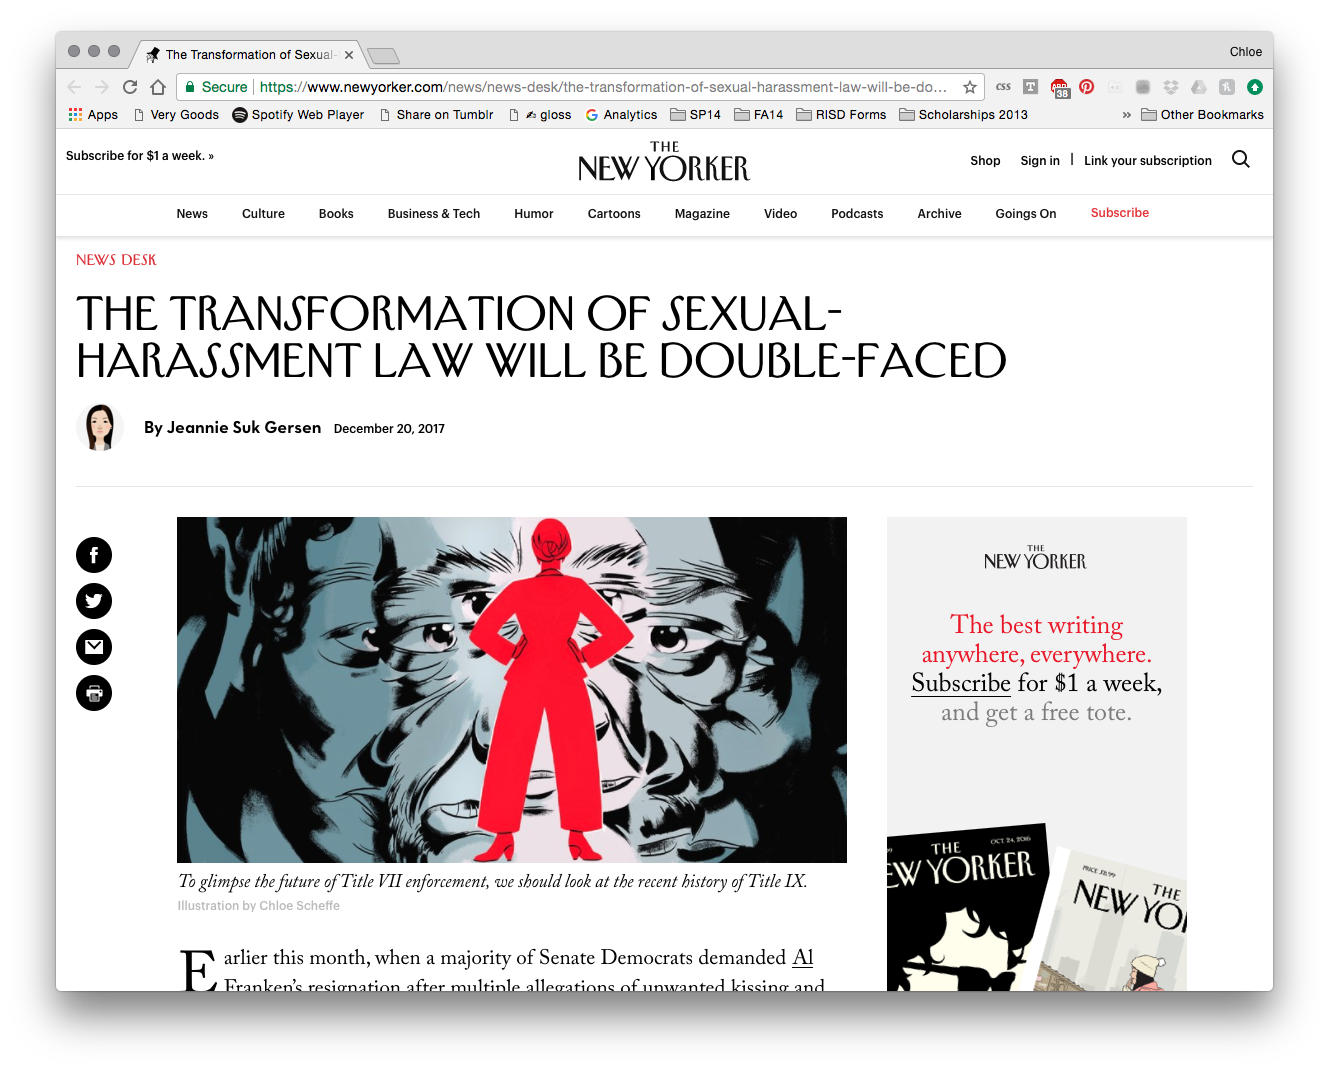 The Transformation of Sexual-
Chloe
Secure https://www.newyorker.com/news/news-desk/the-transformation-of-sexual-harassment-law-will-be-do...
css T ABP 38
Apps Very Goods Spotify Web Player Share on Tumblr gloss Analytics SP14 FA14 RISD Forms Scholarships 2013 » Other Bookmarks
Subscribe for $1 a week. »
THE
NEW YORKER
Shop Sign in | Link your subscription
News Culture Books Business & Tech Humor Cartoons Magazine Video Podcasts Archive Goings On Subscribe
NEWS DESK
THE TRANSFORMATION OF SEXUAL-
HARASSMENT LAW WILL BE DOUBLE-FACED
By Jeannie Suk Gersen December 20, 2017
To glimpse the future of Title VII enforcement, we should look at the recent history of Title IX.
Illustration by Chloe Scheffe
Earlier this month, when a majority of Senate Democrats demanded Al
Franken's resignation after multiple allegations of unwanted kissing and
THE
NEW YORKER
The best writing
anywhere, everywhere.
Subscribe for $1 a week,
and get a free tote.
THE OCT. 24, 2016
EW YORKER
PRICE $8.99 THE
NEW YO